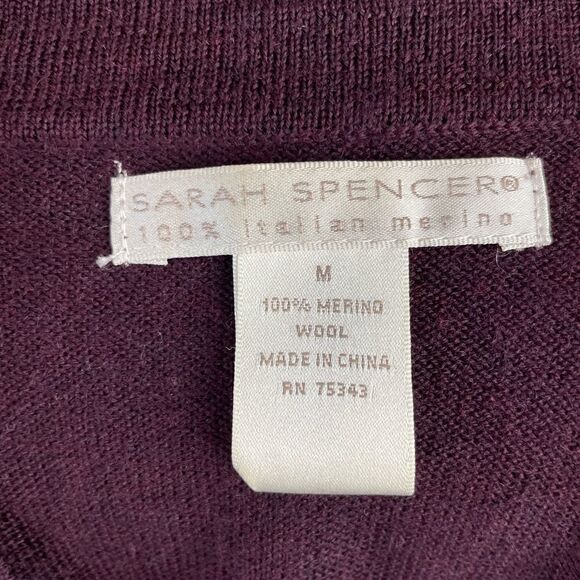 SARAH SPENCER®
100% italian merino
M
100% MERINO
WOOL
MADE IN CHINA
RN 75343